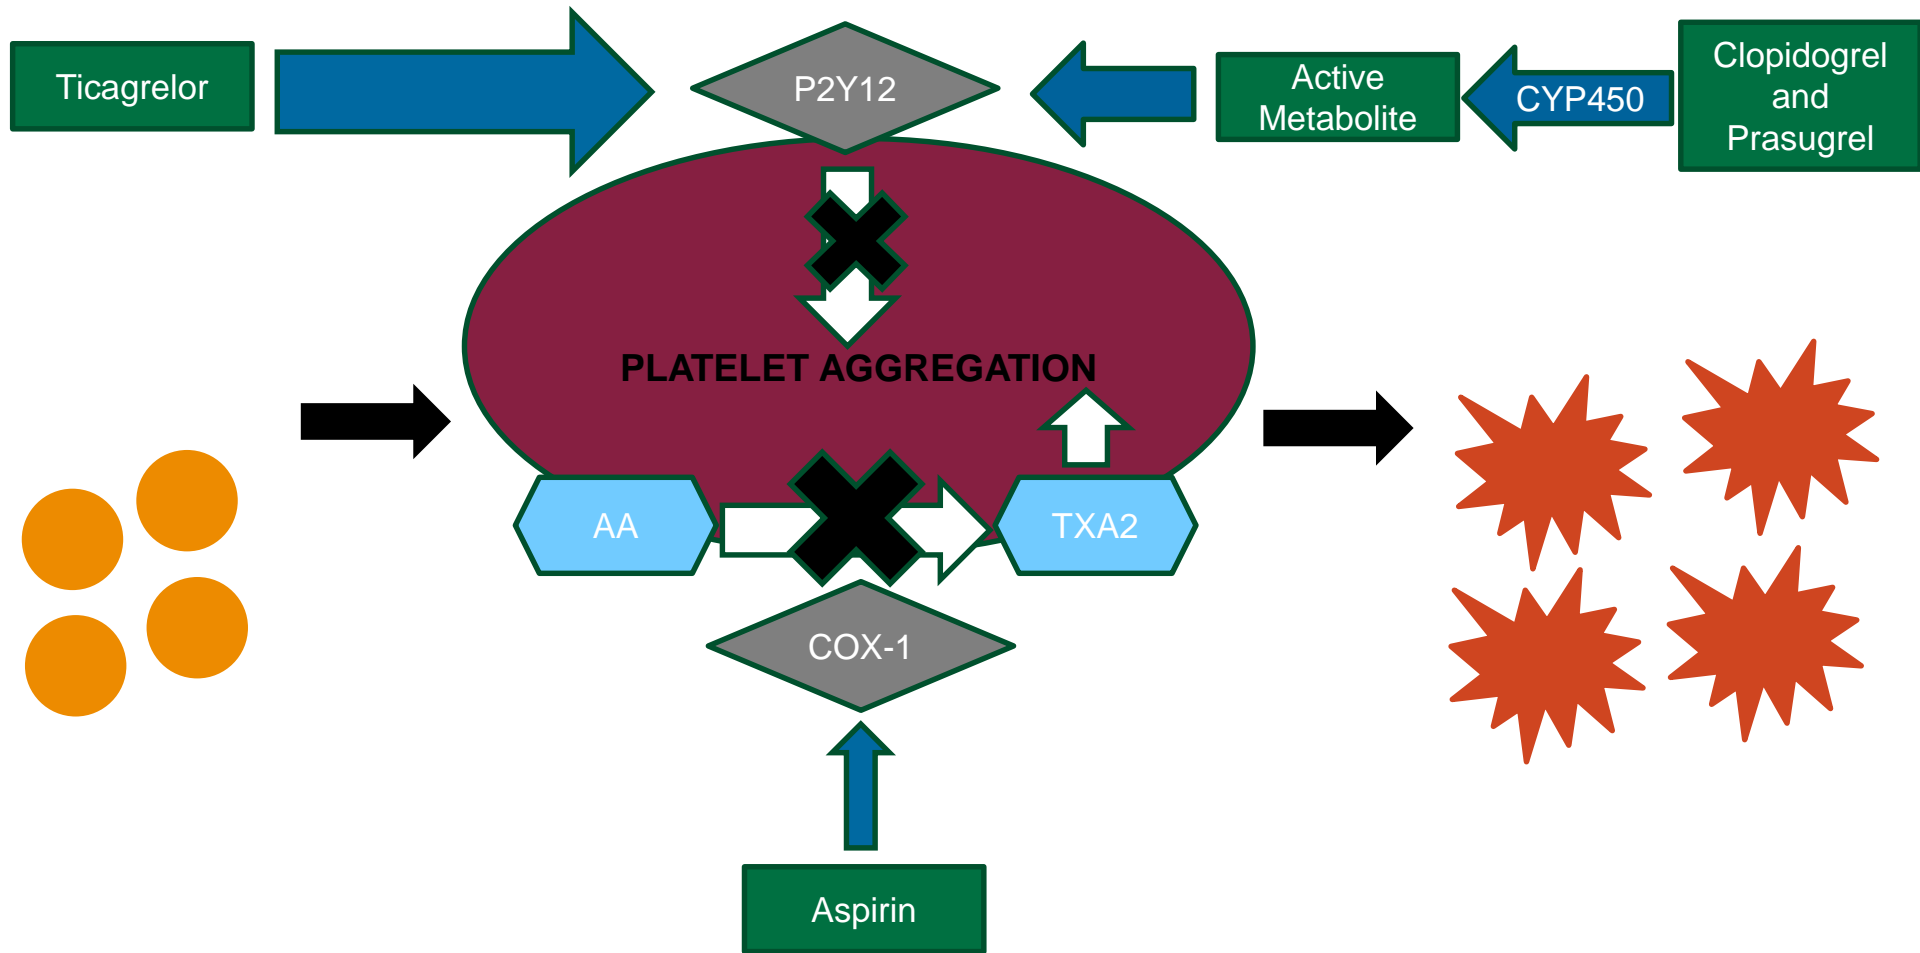 Ticagrelor
P2Y12
Active
Metabolite
CYP450
Clopidogrel
and
Prasugrel
PLATELET AGGREGATION
AA
TXA2
COX-1
Aspirin